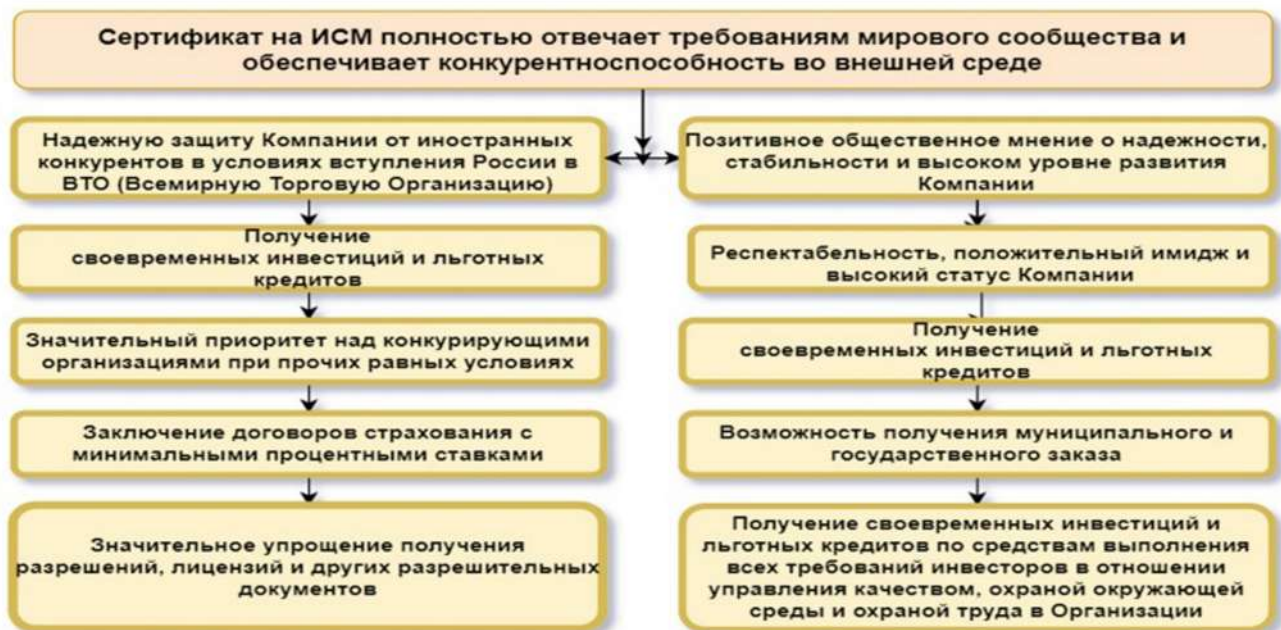 Сертификат на ИСМ полностью отвечает требованиям мирового сообщества и
обеспечивает конкурентноспособность во внешней среде
Надежную защиту Компании от иностранных
конкурентов в условиях вступления России в
ВТО (Всемирную Торговую Организацию)
Получение
своевременных инвестиций и льготных
кредитов
Значительный приоритет над конкурирующими
организациями при прочих равных условиях
Заключение договоров страхования с
минимальными процентными ставками
Значительное упрощение получения
разрешений, лицензий и других разрешительных
документов
Позитивное общественное мнение о надежности,
стабильности и высоком уровне развития
Компании
Респектабельность, положительный имидж и
высокий статус Компании
Получение
своевременных инвестиций и льготных
кредитов
Возможность получения муниципального и
государственного заказа
Получение своевременных инвестиций и
льготных кредитов по средствам выполнения
всех требований инвесторов в отношении
управления качеством, охраной окружающей
среды и охраной труда в Организации